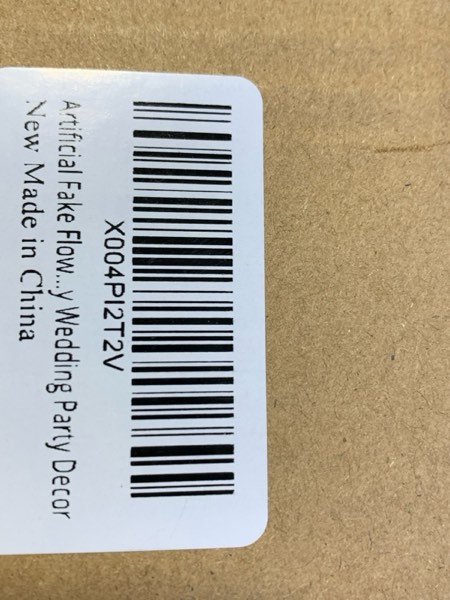 X004PI2T2V
Artificial Fake Flow...y Wedding Party Decor
New Made in China